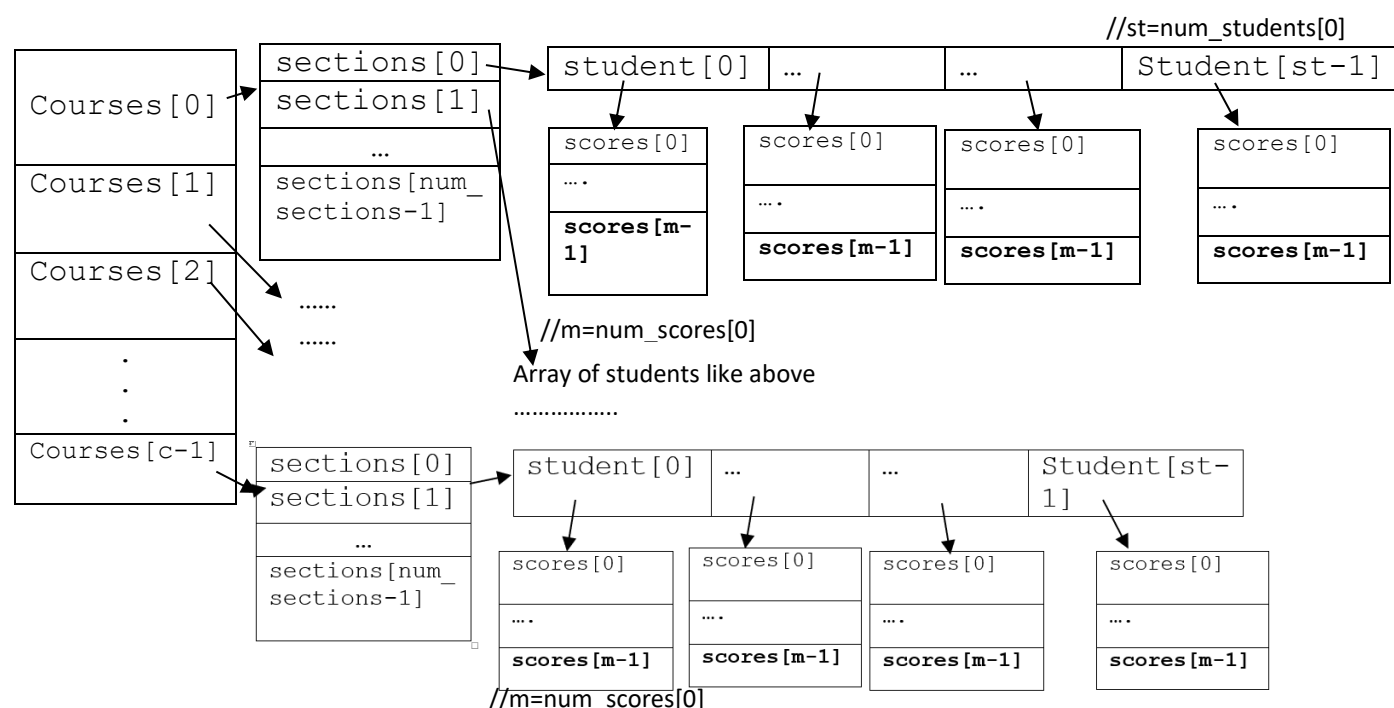 //st=num_students[0]
Courses[0]
Courses[1]
Courses[2]
.
.
.
Courses[c-1]
sections[0]
sections[1]
…
sections[num_
sections-1]
student[0]
…
…
Student[st-1]
scores[0]
….
scores[m-
1]
scores[0]
….
scores[m-1]
scores[0]
….
scores[m-1]
scores[0]
….
scores[m-1]
……
……
//m=num_scores[0]
Array of students like above
……………..
sections[0]
sections[1]
…
sections[num_
sections-1]
student[0]
…
…
Student[st-
1]
scores[0]
….
scores[m-1]
scores[0]
….
scores[m-1]
scores[0]
….
scores[m-1]
scores[0]
….
scores[m-1]
//m=num_scores[0]